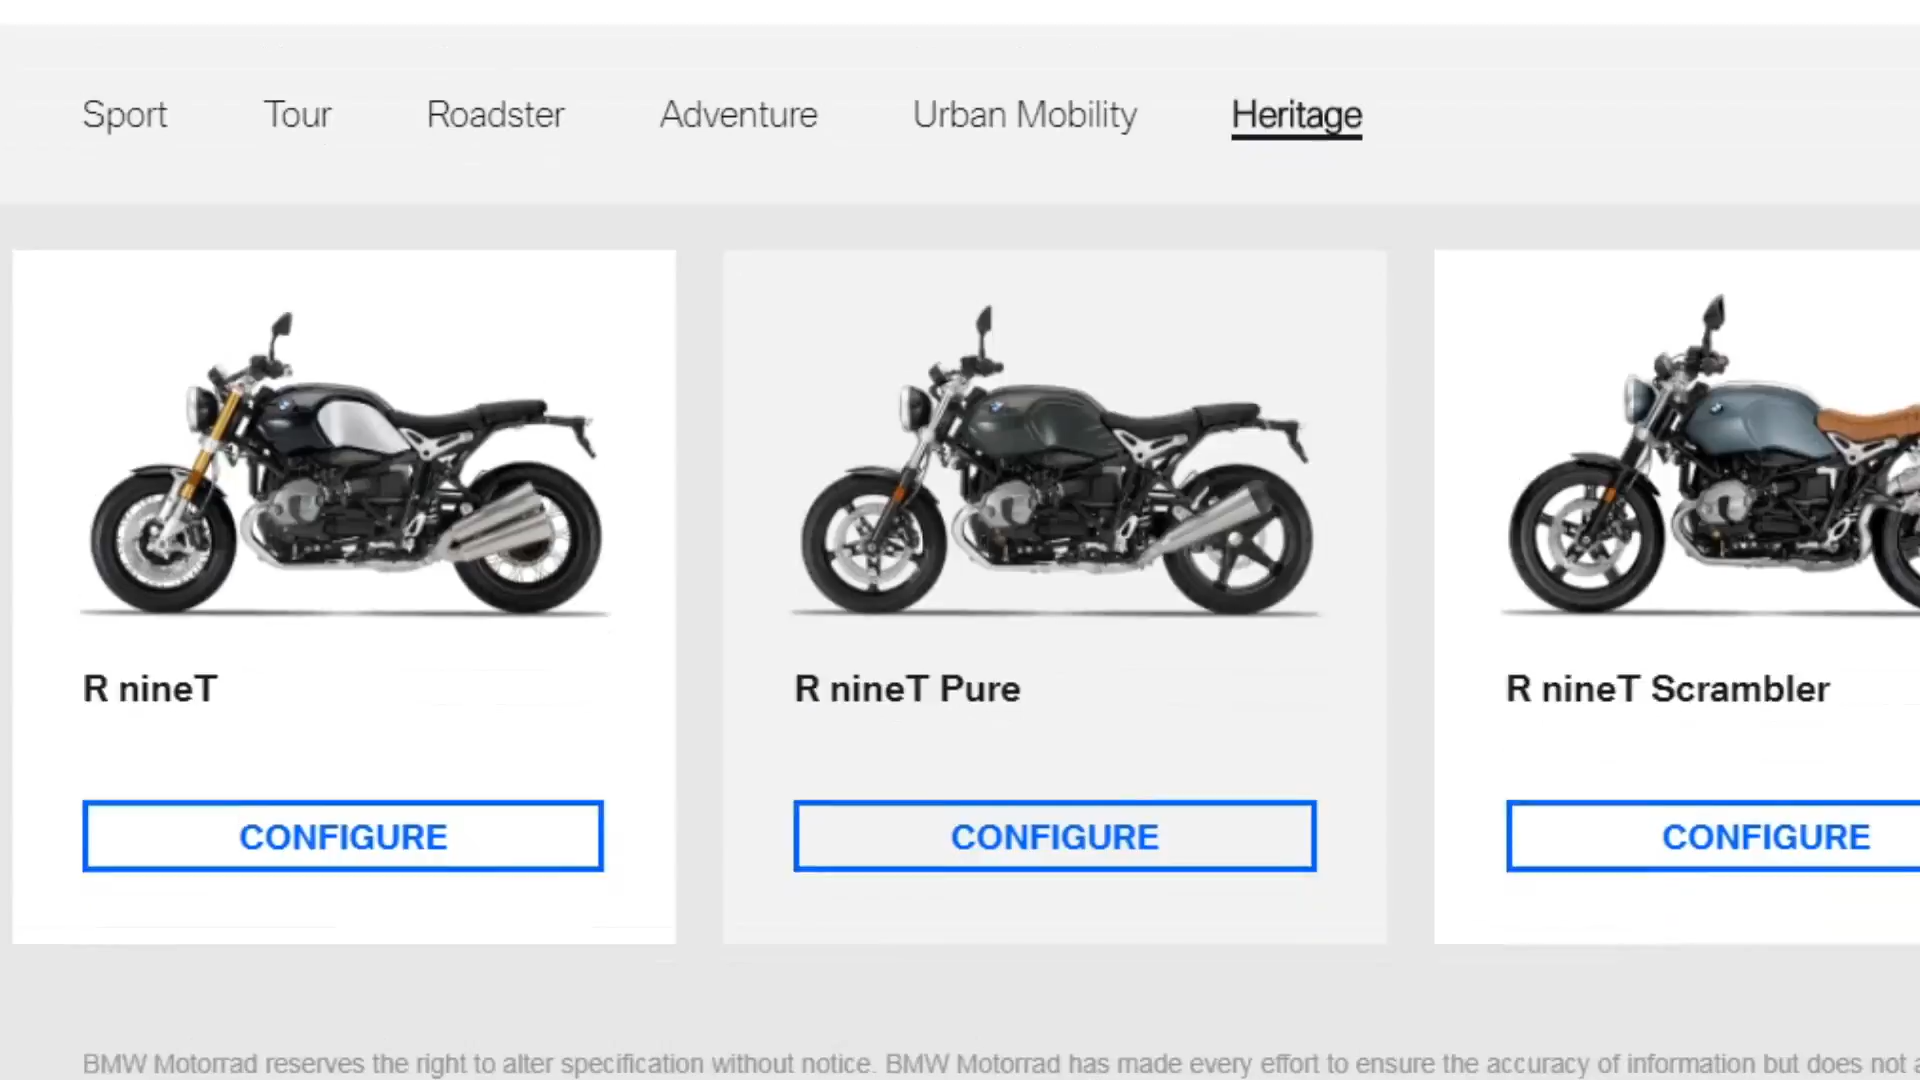 Sport Tour Roadster Adventure Urban Mobility Heritage
R nineT R nineT Pure R nineT Scrambler
CONFIGURE CONFIGURE CONFIGURE
BMW Motorrad reserves the right to alter specification without notice. BMW Motorrad has made every effort to ensure the accuracy of information but does not a